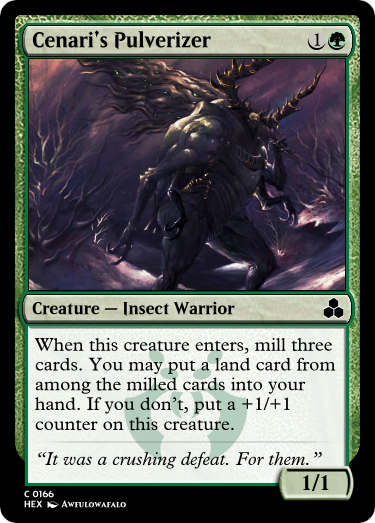 Cenari's Pulverizer 1
Creature — Insect Warrior
When this creature enters, mill three
cards. You may put a land card from
among the milled cards into your
hand. If you don't, put a +1/+1
counter on this creature.
“It was a crushing defeat. For them.”
1/1
C 0166
HEX Awfulowafalo